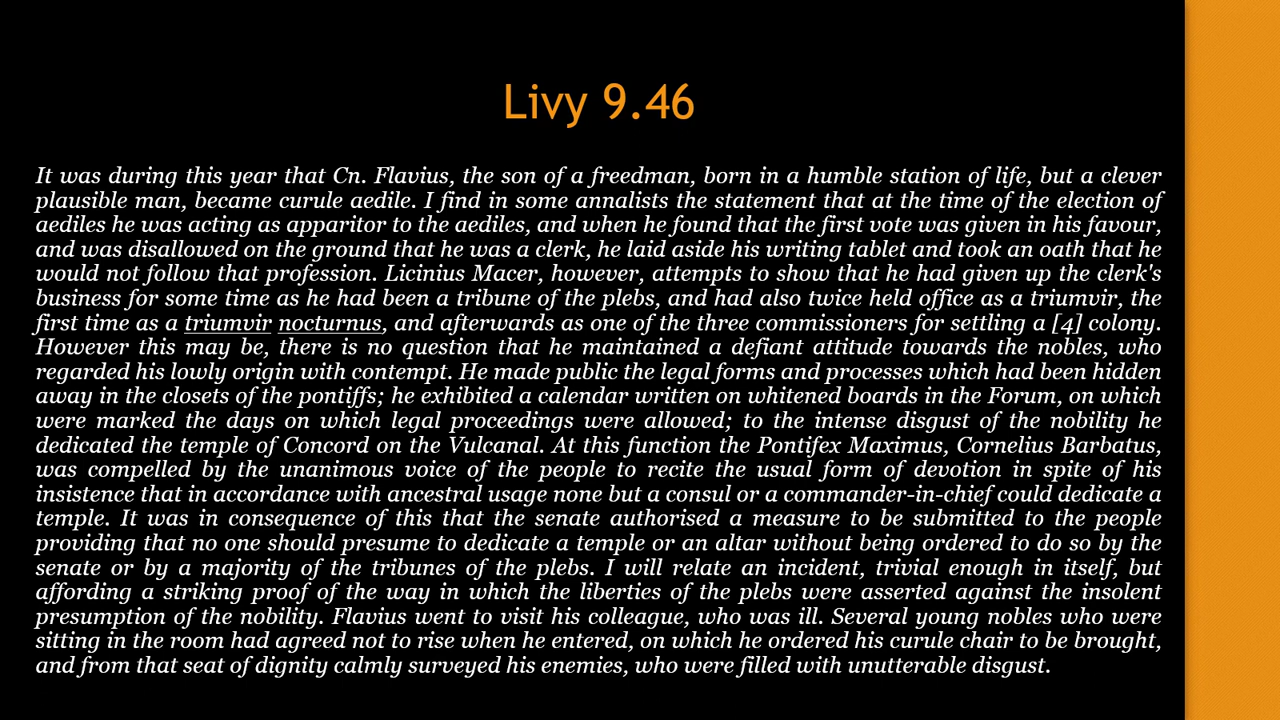 Livy 9.46
It was during this year that Cn. Flavius, the son of a freedman, born in a humble station of life, but a clever
plausible man, became curule aedile. I find in some annalists the statement that at the time of the election of
aediles he was acting as apparitor to the aediles, and when he found that the first vote was given in his favour,
and was disallowed on the ground that he was a clerk, he laid aside his writing tablet and took an oath that he
would not follow that profession. Licinius Macer, however, attempts to show that he had given up the clerk's
business for some time as he had been a tribune of the plebs, and had also twice held office as a triumvir, the
first time as a triumvir nocturnus, and afterwards as one of the three commissioners for settling a [4] colony.
However this may be, there is no question that he maintained a defiant attitude towards the nobles, who
regarded his lowly origin with contempt. He made public the legal forms and processes which had been hidden
away in the closets of the pontiffs; he exhibited a calendar written on whitened boards in the Forum, on which
were marked the days on which legal proceedings were allowed; to the intense disgust of the nobility he
dedicated the temple of Concord on the Vulcanal. At this function the Pontifex Maximus, Cornelius Barbatus,
was compelled by the unanimous voice of the people to recite the usual form of devotion in spite of his
insistence that in accordance with ancestral usage none but a consul or a commander-in-chief could dedicate a
temple. It was in consequence of this that the senate authorised a measure to be submitted to the people
providing that no one should presume to dedicate a temple or an altar without being ordered to do so by the
senate or by a majority of the tribunes of the plebs. I will relate an incident, trivial enough in itself, but
affording a striking proof of the way in which the liberties of the plebs were asserted against the insolent
presumption of the nobility. Flavius went to visit his colleague, who was ill. Several young nobles who were
sitting in the room had agreed not to rise when he entered, on which he ordered his curule chair to be brought,
and from that seat of dignity calmly surveyed his enemies, who were filled with unutterable disgust.